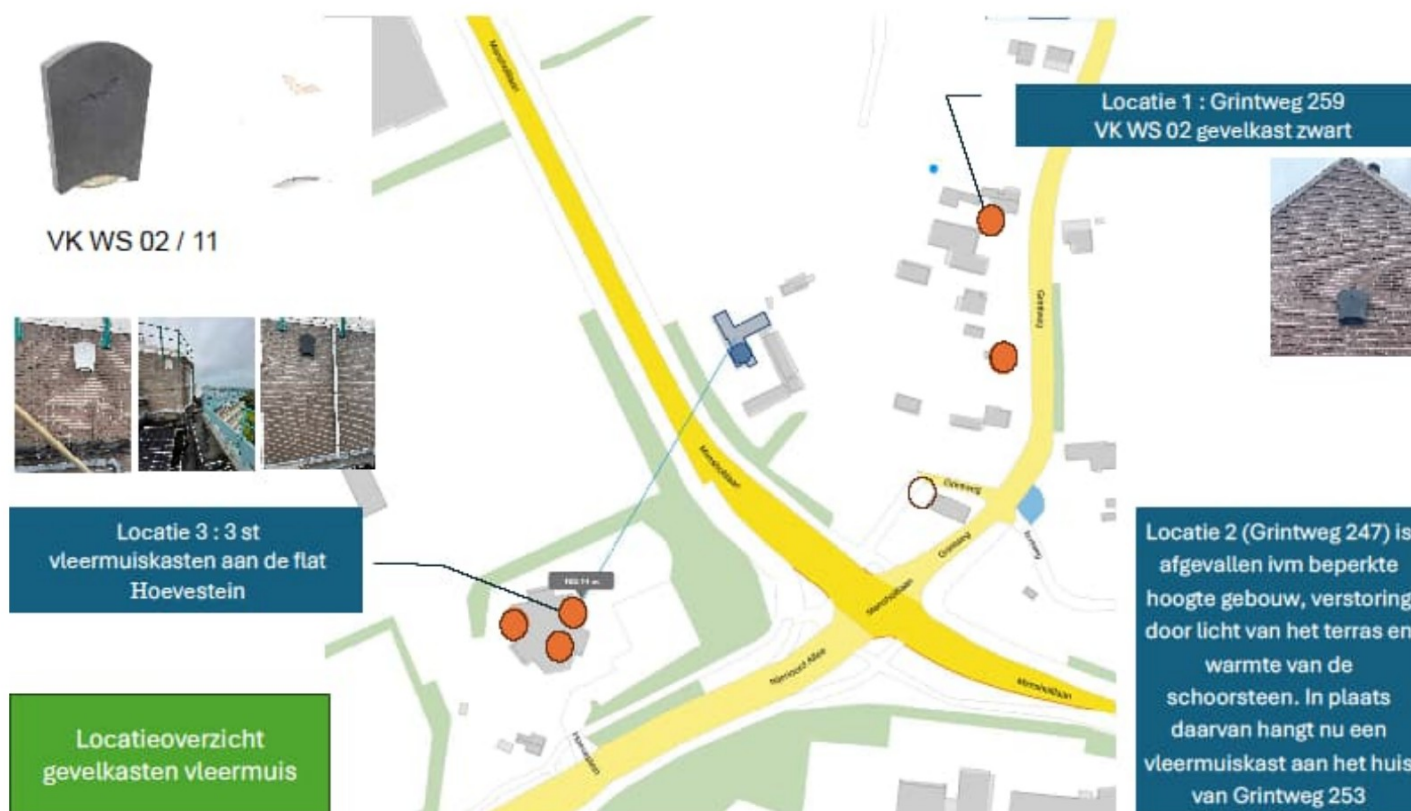 Locatie 1 : Grintweg 259
VK WS 02 gevelkast zwart
VK WS 02 / 11
Locatie 3 : 3 st
vleermuiskasten aan de flat
Hoevestein
Locatieoverzicht
gevelkasten vleermuis
Locatie 2 (Grintweg 247) is
afgevallen ivm beperkte
hoogte gebouw, verstoring
door licht van het terras en
warmte van de
schoorsteen. In plaats
daarvan hangt nu een
vleermuiskast aan het huis
van Grintweg 253
Mansholtlaan
Grintweg
Mansholtlaan
Grintweg
Grintweg
Mansholtlaan
Nijenoord Allee
Mansholtlaan